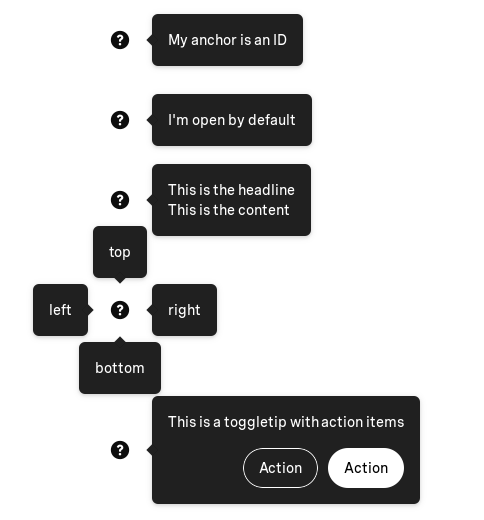 ?
My anchor is an ID
?
I'm open by default
?
This is the headline
This is the content
top
left
?
right
bottom
?
This is a toggletip with action items
Action
Action